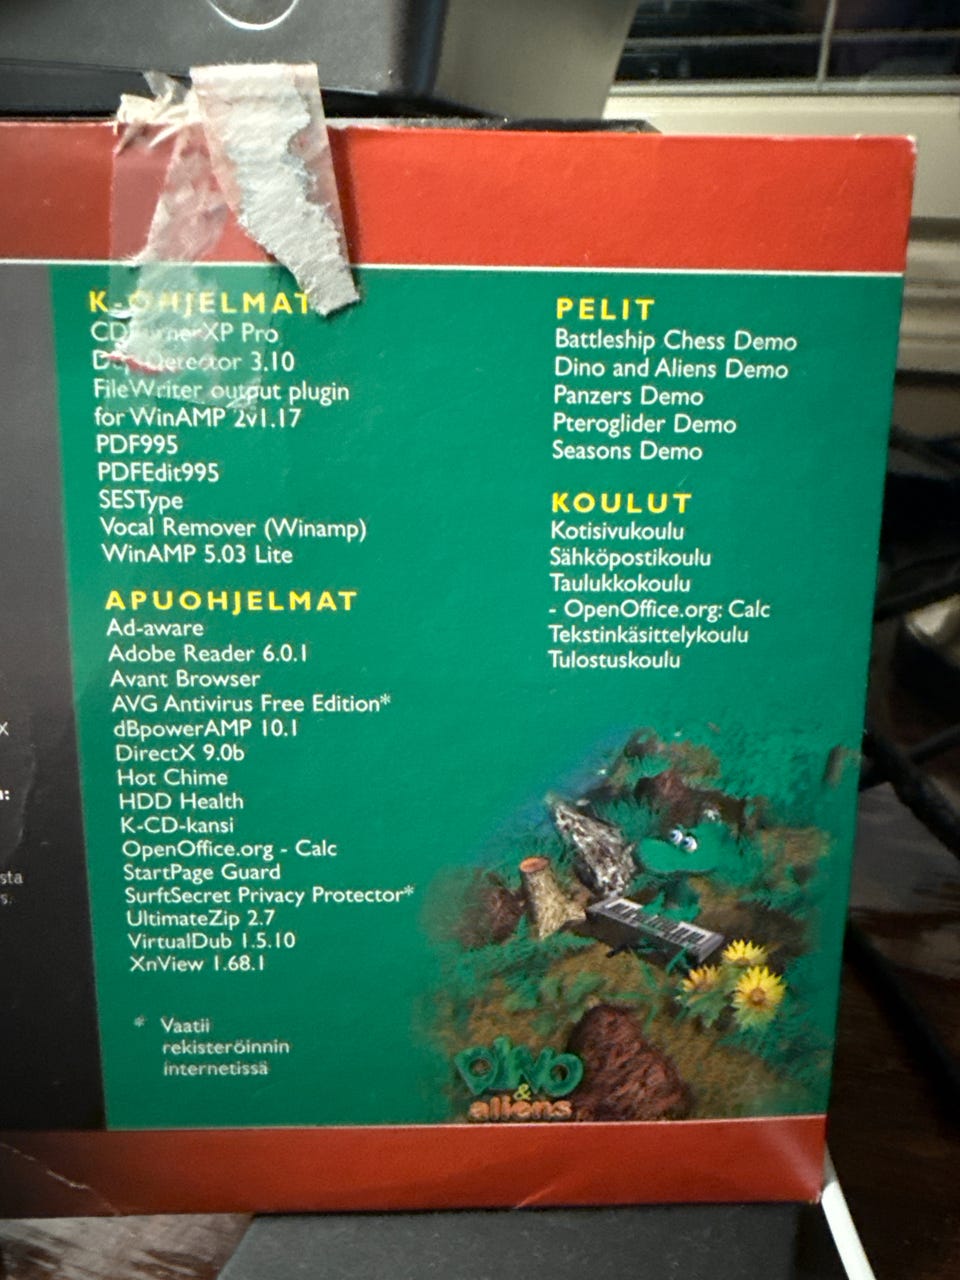 K-OHJELMAT
CDBurnerXP Pro
Detector 3.10
FileWriter output plugin
for WinAMP 2v1.17
PDF995
PDFEdit995
SESType
Vocal Remover (Winamp)
WinAMP 5.03 Lite
APUOHJELMAT
Ad-aware
Adobe Reader 6.0.1
Avant Browser
AVG Antivirus Free Edition*
dBpowerAMP 10.1
DirectX 9.0b
Hot Chime
HDD Health
K-CD-kansi
OpenOffice.org - Calc
StartPage Guard
SurftSecret Privacy Protector*
UltimateZip 2.7
VirtualDub 1.5.10
XnView 1.68.1
* Vaatii
rekisteröinnin
internetissä
PELIT
Battleship Chess Demo
Dino and Aliens Demo
Panzers Demo
Pteroglider Demo
Seasons Demo
KOULUT
Kotisivukoulu
Sähköpostikoulu
Taulukkokoulu
- OpenOffice.org: Calc
Tekstinkäsittelykoulu
Tulostuskoulu
DINO
&
aliens